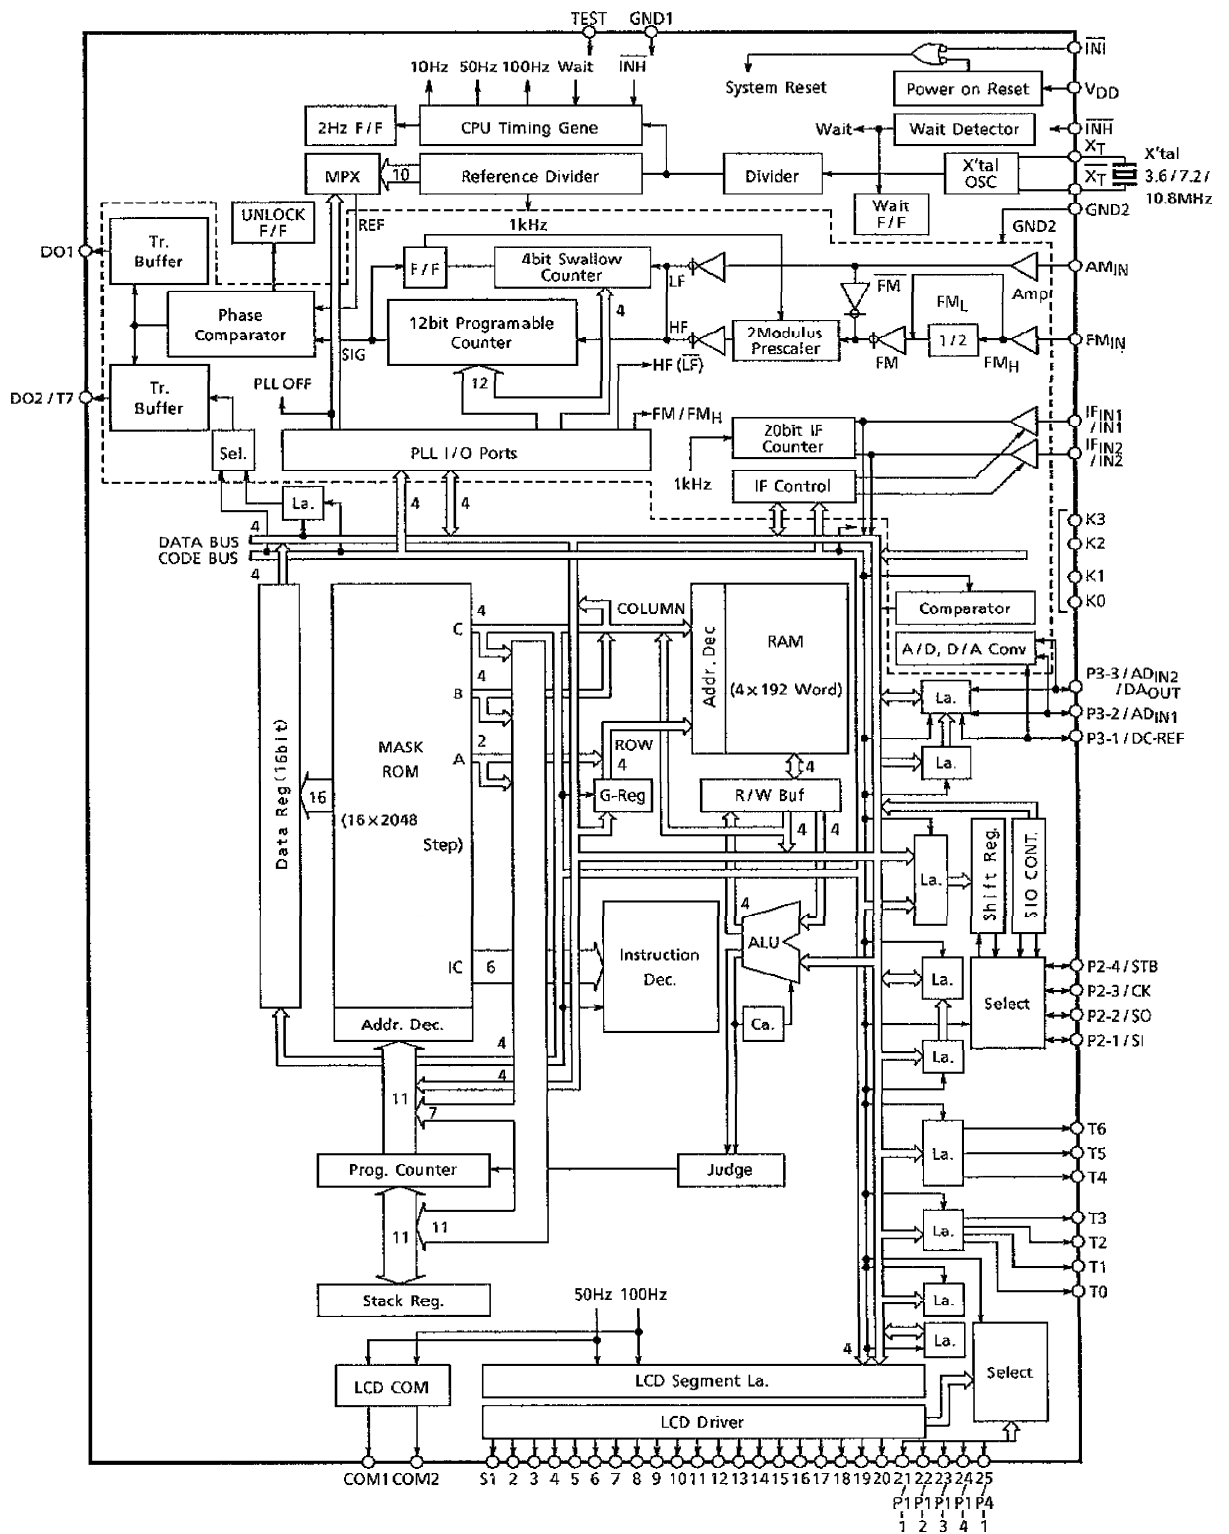 TEST GND1
INI
10Hz 50Hz 100Hz Wait INH
System Reset
Power on Reset
VDD
2Hz F/F
CPU Timing Gene
Wait
Wait Detector
INH
XT
X'tal
3.6/7.2/
10.8MHz
XT
MPX
10
Reference Divider
Divider
X'tal
OSC
Wait
F/F
GND2
GND2
UNLOCK
F/F
REF
1kHz
DO1
Tr.
Buffer
F/F
4bit Swallow
Counter
4
LF
FM
Amp
AMIN
Phase
Comparator
SIG
12bit Programable
Counter
12
HF
2Modulus
Prescaler
FM
FML
1/2
FMH
FMIN
DO2/T7
Tr.
Buffer
PLL OFF
HF(LF)
FM/FMH
Sel.
PLL I/O Ports
20bit IF
Counter
IFIN1
/IN1
IFIN2
/IN2
1kHz
IF Control
La.
4
4
4
DATA BUS
CODE BUS
4
K3
K2
K1
K0
Comparator
A/D, D/A Conv
4
C
COLUMN
4
B
2
A
Addr. Dec
RAM
(4×192 Word)
P3-3/ADIN2
/DAOUT
P3-2/ADIN1
P3-1/DC-REF
La.
La.
Data Reg(16bit)
16
MASK
ROM
(16×2048
Step)
ROW
4
G-Reg
R/W Buf
4
4
4
La.
Shift Reg.
SIO CONT.
4
ALU
IC
6
Instruction
Dec.
Ca.
La.
La.
Select
P2-4/STB
P2-3/CK
P2-2/SO
P2-1/SI
Addr. Dec.
4
4
11
7
Prog. Counter
Judge
La.
T6
T5
T4
11
11
Stack Reg.
La.
T3
T2
T1
T0
50Hz 100Hz
La.
La.
4
Select
LCD COM
LCD Segment La.
LCD Driver
COM1 COM2
S1 2 3 4 5 6 7 8 9 10 11 12 13 14 15 16 17 18 19 20 21 22 23 24 25
/ / / / /
P1 P1 P1 P1 P4
1 2 3 4 1